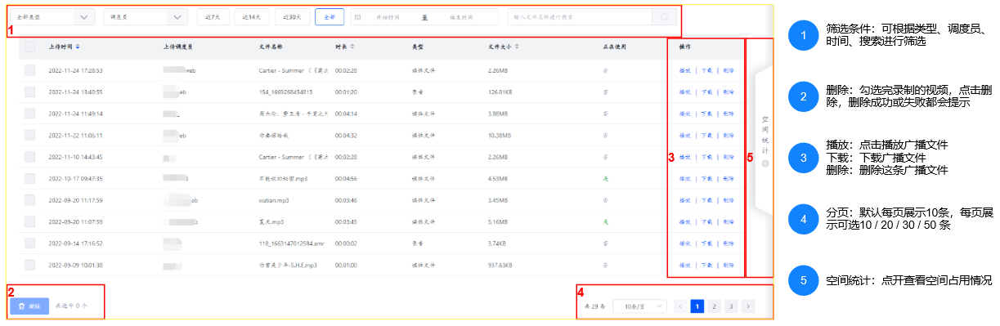 全部类型
调度员
近7天
近14天
近30天
全部
开始时间 至 结束时间
输入文件名称进行搜索
1
上传时间 上传调度员 文件名称 时长 类型 文件大小 正在使用 操作
2022-11-24 17:28:53 web Cartier - Summer （《萧 00:02:28 媒体文件 2.26MB 否 播放 | 下载 | 删除
2022-11-24 13:40:55 eb 154_1669268454815 00:01:20 录音 126.01KB 否 播放 | 下载 | 删除
2022-11-24 11:49:14 周杰伦、费玉清 - 千里之 00:04:14 媒体文件 3.88MB 否 播放 | 下载 | 删除
2022-11-22 11:06:11 eb 你要嫁给我 00:04:32 媒体文件 10.38MB 否 播放 | 下载 | 删除
2022-11-10 14:43:45 Cartier - Summer （《萧 00:02:28 媒体文件 2.26MB 否 播放 | 下载 | 删除
2022-10-17 09:47:35 不能说的秘密.mp3 00:04:56 媒体文件 4.53MB 是 播放 | 下载 | 删除
2022-09-20 11:17:59 eb xiatian.mp3 00:03:46 媒体文件 3.45MB 否 播放 | 下载 | 删除
2022-09-20 11:07:59 夏天.mp3 00:03:45 媒体文件 5.16MB 是 播放 | 下载 | 删除
2022-09-14 17:16:52 118_1663147012584.amr 00:00:02 录音 3.74KB 否 播放 | 下载 | 删除
2022-09-09 10:01:38 你曾是少年-S.H.E.mp3 00:01:00 媒体文件 937.63KB 否 播放 | 下载 | 删除
3
5
空间统计
2
删除 共选中 0 个
4
共 29 条 10条/页 1 2 3
1
筛选条件：可根据类型、调度员、
时间、搜索进行筛选
2
删除：勾选完录制的视频，点击删
除，删除成功或失败都会提示
3
播放：点击播放广播文件
下载：下载广播文件
删除：删除这条广播文件
4
分页：默认每页展示10条，每页展
示可选10 / 20 / 30 / 50 条
5
空间统计：点开查看空间占用情况